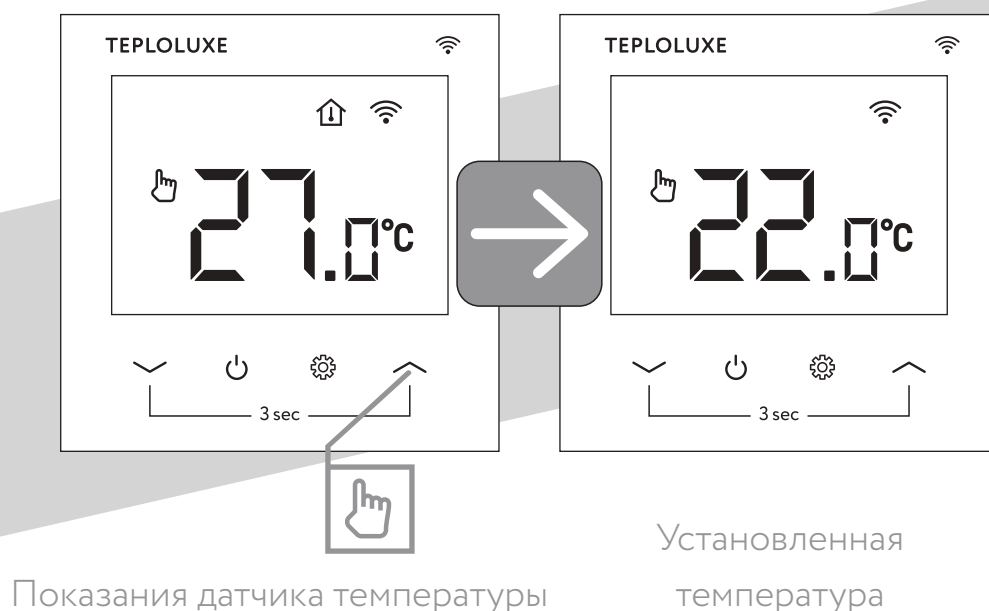 TEPLOLUXE
27.0°C
3 sec
TEPLOLUXE
22.0°C
3 sec
Показания датчика температуры
Установленная
температура